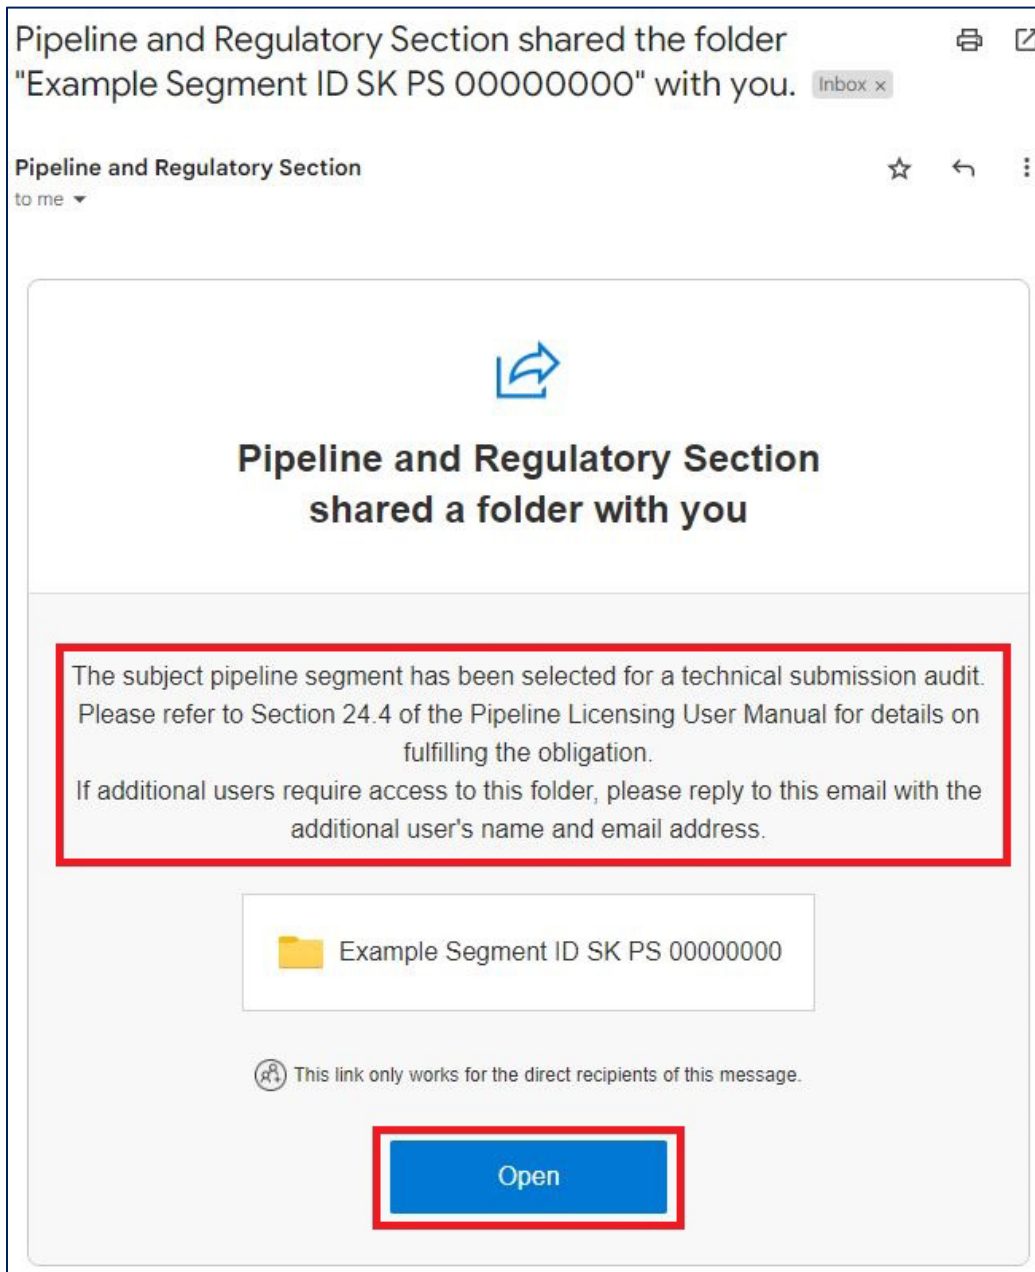 Pipeline and Regulatory Section shared the folder
"Example Segment ID SK PS 00000000" with you. Inbox x
Pipeline and Regulatory Section
to me
Pipeline and Regulatory Section
shared a folder with you
The subject pipeline segment has been selected for a technical submission audit.
Please refer to Section 24.4 of the Pipeline Licensing User Manual for details on
fulfilling the obligation.
If additional users require access to this folder, please reply to this email with the
additional user's name and email address.
Example Segment ID SK PS 00000000
This link only works for the direct recipients of this message.
Open